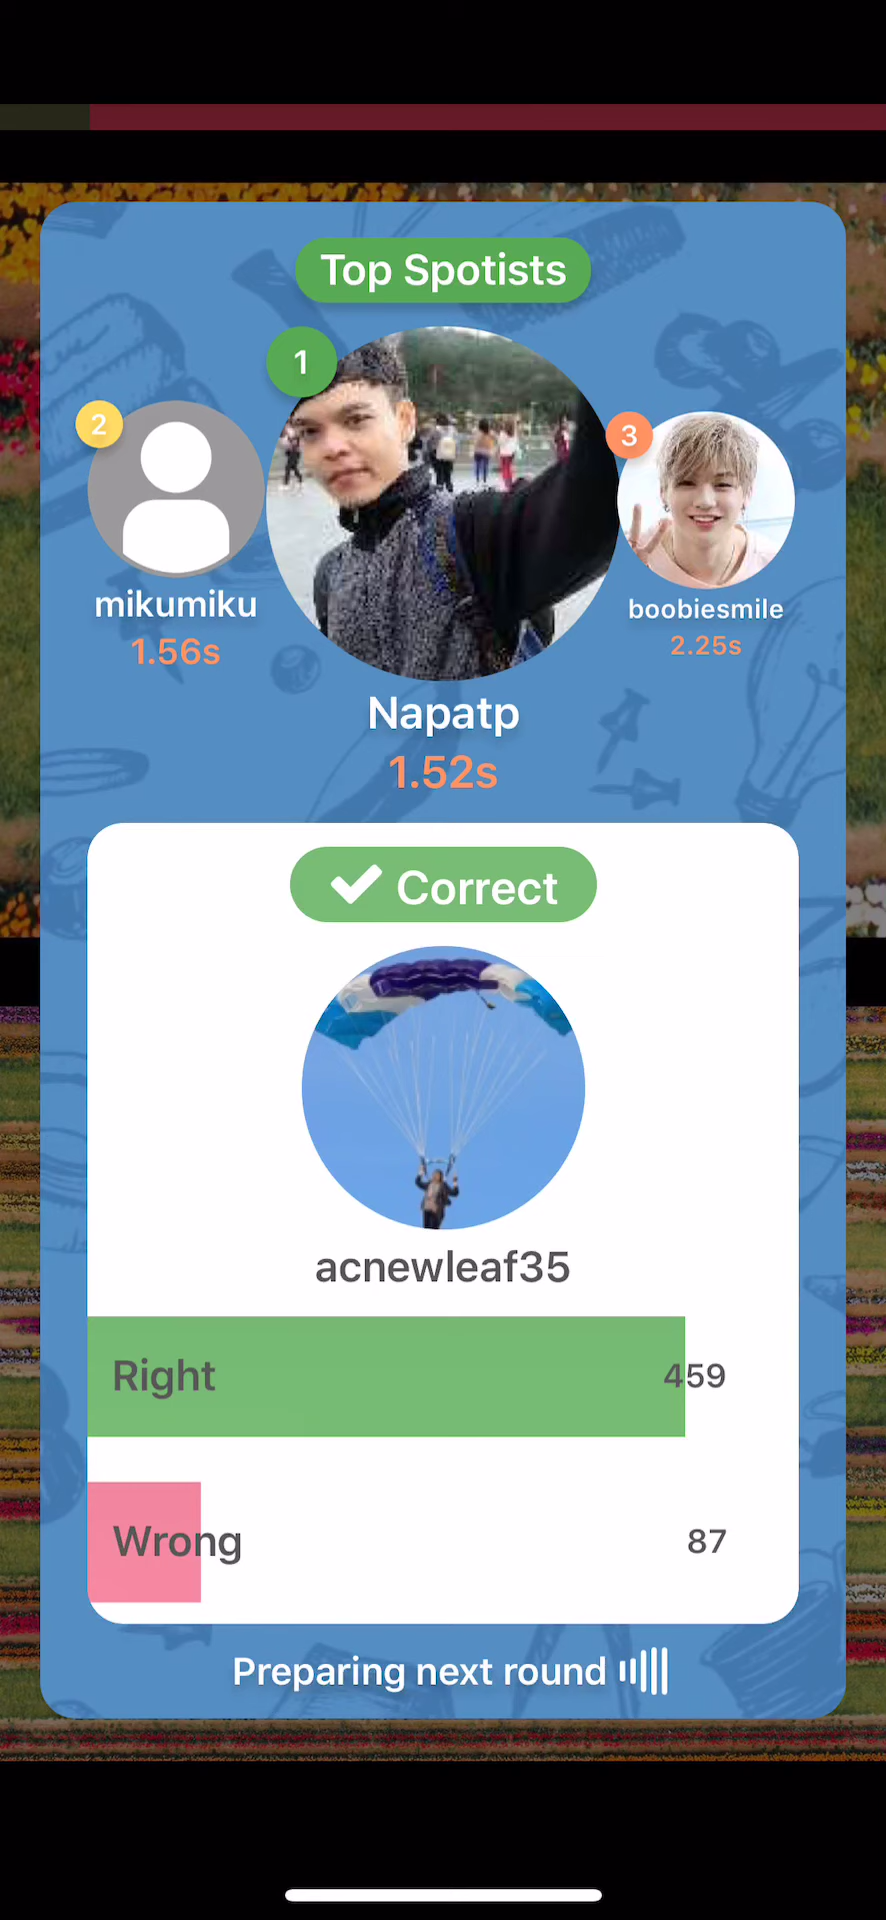 Top Spotists
1
2
3
mikumiku
1.56s
boobiesmile
2.25s
Napatp
1.52s
Correct
acnewleaf35
Right 459
Wrong 87
Preparing next round